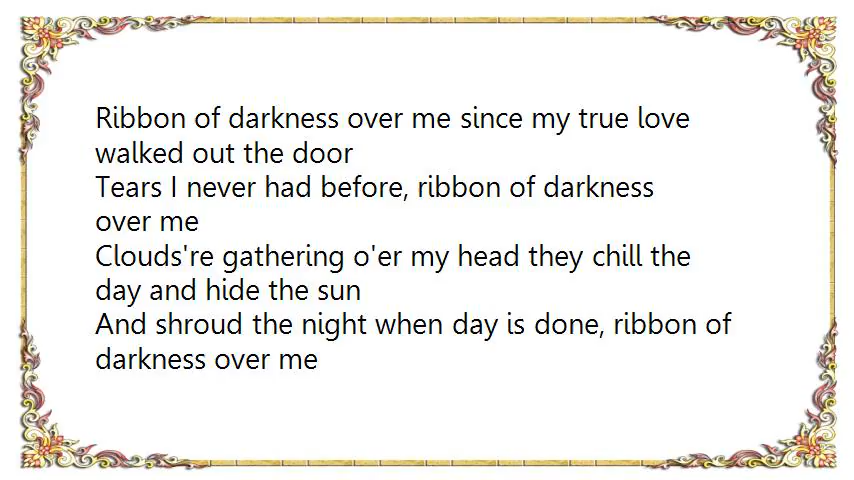 Ribbon of darkness over me since my true love
walked out the door
Tears I never had before, ribbon of darkness
over me
Clouds're gathering o'er my head they chill the
day and hide the sun
And shroud the night when day is done, ribbon of
darkness over me